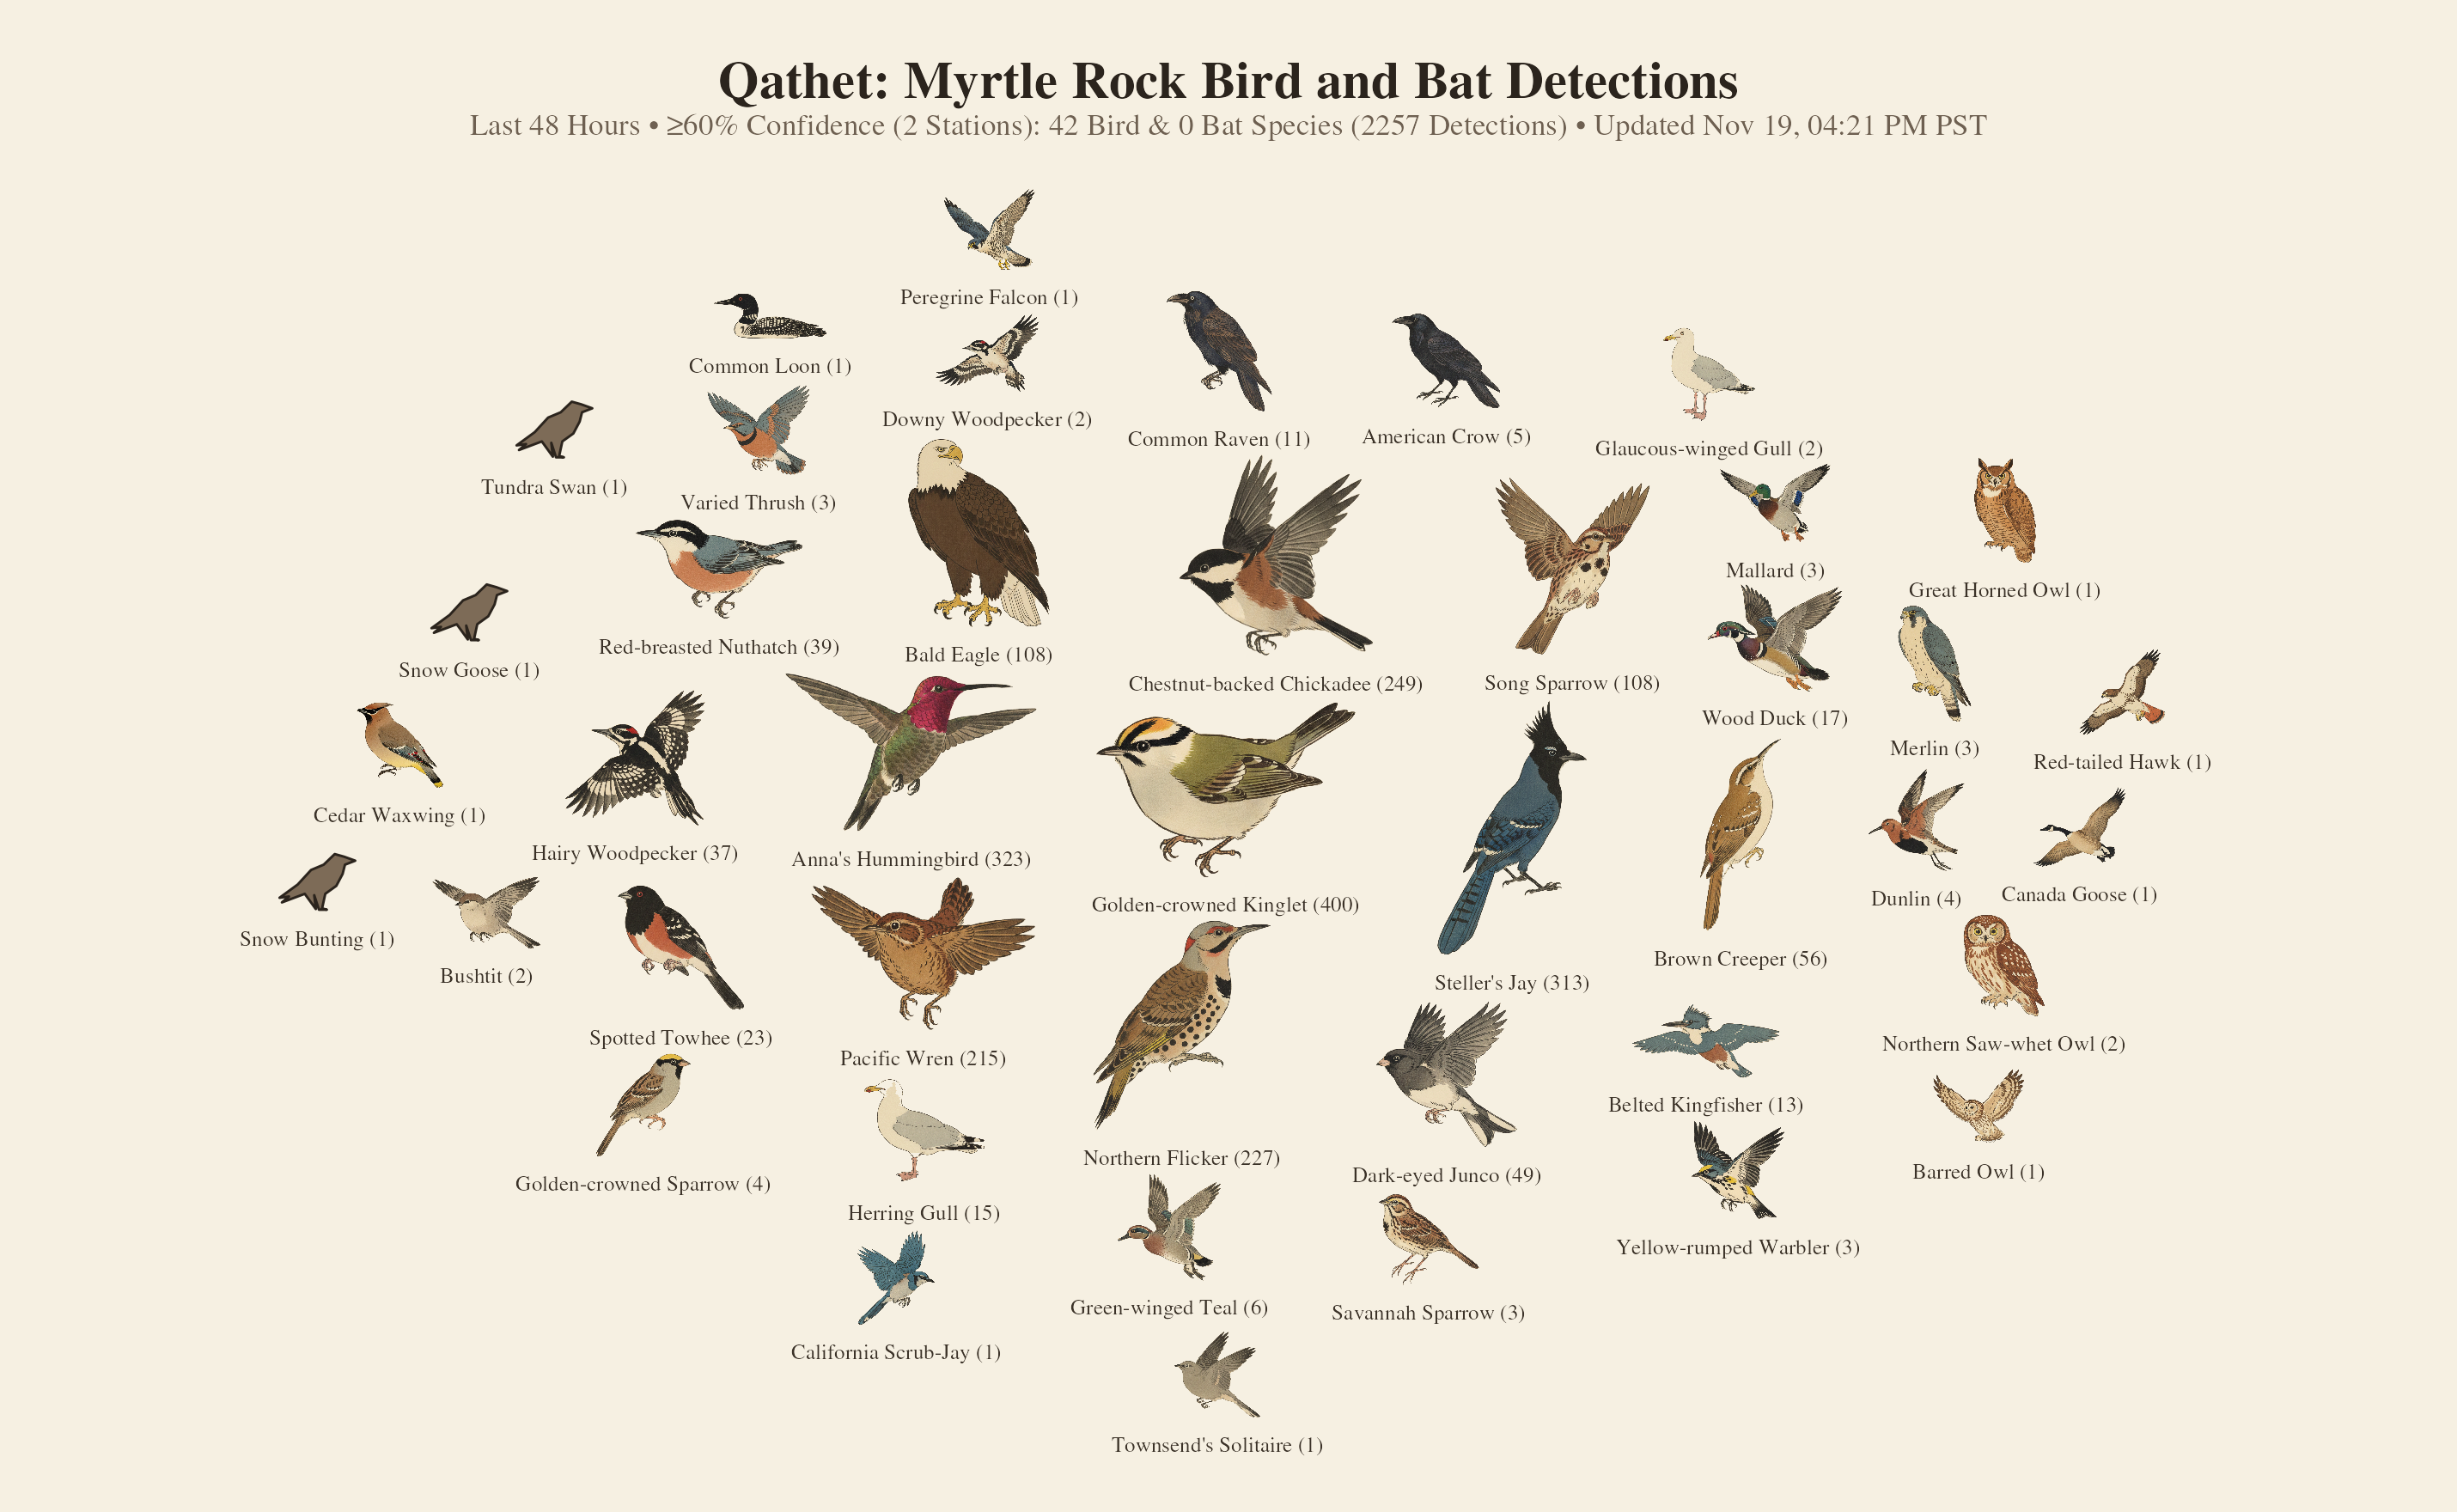 Qathet: Myrtle Rock Bird and Bat Detections
Last 48 Hours • ≥60% Confidence (2 Stations): 42 Bird & 0 Bat Species (2257 Detections) • Updated Nov 19, 04:21 PM PST
Peregrine Falcon (1)
Common Loon (1)
Downy Woodpecker (2)
Common Raven (11)
American Crow (5)
Glaucous-winged Gull (2)
Tundra Swan (1)
Varied Thrush (3)
Mallard (3)
Great Horned Owl (1)
Red-breasted Nuthatch (39)
Bald Eagle (108)
Snow Goose (1)
Chestnut-backed Chickadee (249)
Song Sparrow (108)
Wood Duck (17)
Merlin (3)
Red-tailed Hawk (1)
Cedar Waxwing (1)
Hairy Woodpecker (37)
Anna's Hummingbird (323)
Golden-crowned Kinglet (400)
Dunlin (4)
Canada Goose (1)
Snow Bunting (1)
Bushtit (2)
Steller's Jay (313)
Brown Creeper (56)
Spotted Towhee (23)
Pacific Wren (215)
Northern Saw-whet Owl (2)
Belted Kingfisher (13)
Northern Flicker (227)
Dark-eyed Junco (49)
Barred Owl (1)
Golden-crowned Sparrow (4)
Herring Gull (15)
Yellow-rumped Warbler (3)
Green-winged Teal (6)
Savannah Sparrow (3)
California Scrub-Jay (1)
Townsend's Solitaire (1)